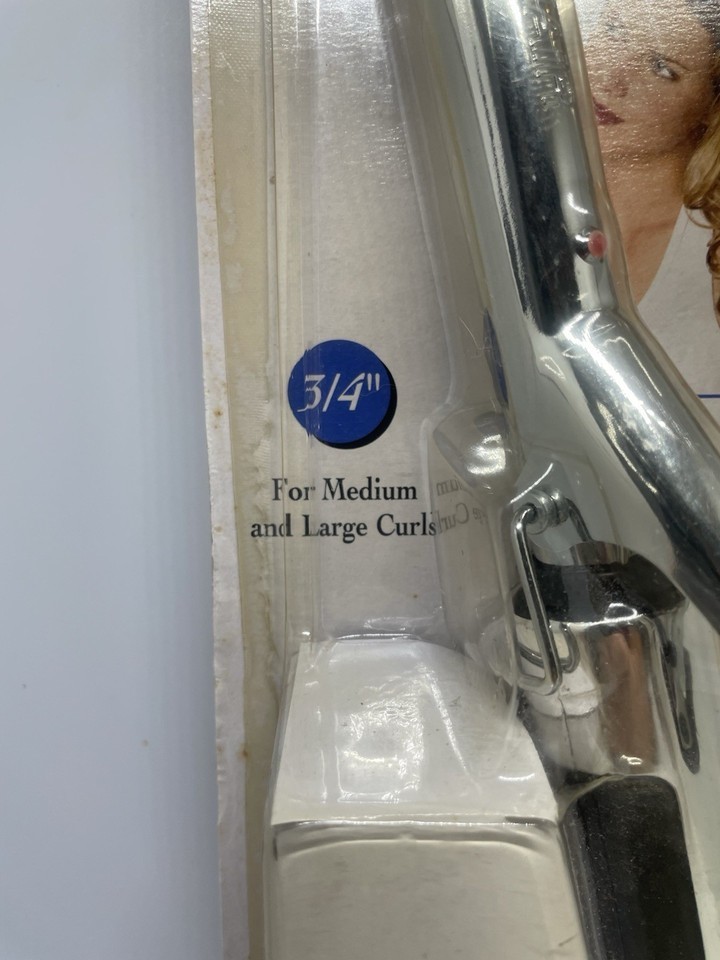 3/4"
For Medium
and Large Curls